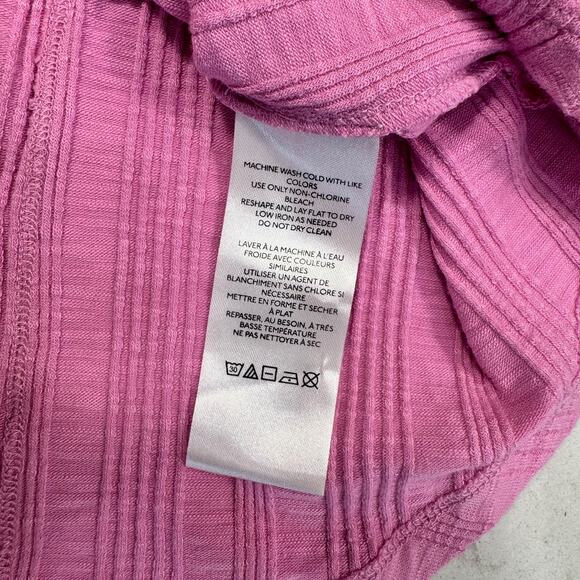 MACHINE WASH COLD WITH LIKE
COLORS
USE ONLY NON-CHLORINE
BLEACH
RESHAPE AND LAY FLAT TO DRY
LOW IRON AS NEEDED
DO NOT DRY CLEAN
LAVER À LA MACHINE À L'EAU
FROIDE AVEC COULEURS
SIMILAIRES
UTILISER UN AGENT DE
BLANCHIMENT SANS CHLORE SI
NÉCESSAIRE
METTRE EN FORME ET SECHER
À PLAT
REPASSER, AU BESOIN, À TRÈS
BASSE TEMPÉRATURE
NE PAS NETTOYER À SEC
30